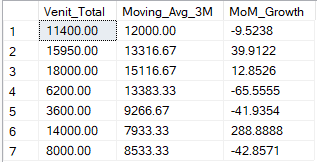 Venit_Total Moving_Avg_3M MoM_Growth
1 11400.00 12000.00 -9.5238
2 15950.00 13316.67 39.9122
3 18000.00 15116.67 12.8526
4 6200.00 13383.33 -65.5555
5 3600.00 9266.67 -41.9354
6 14000.00 7933.33 288.8888
7 8000.00 8533.33 -42.8571